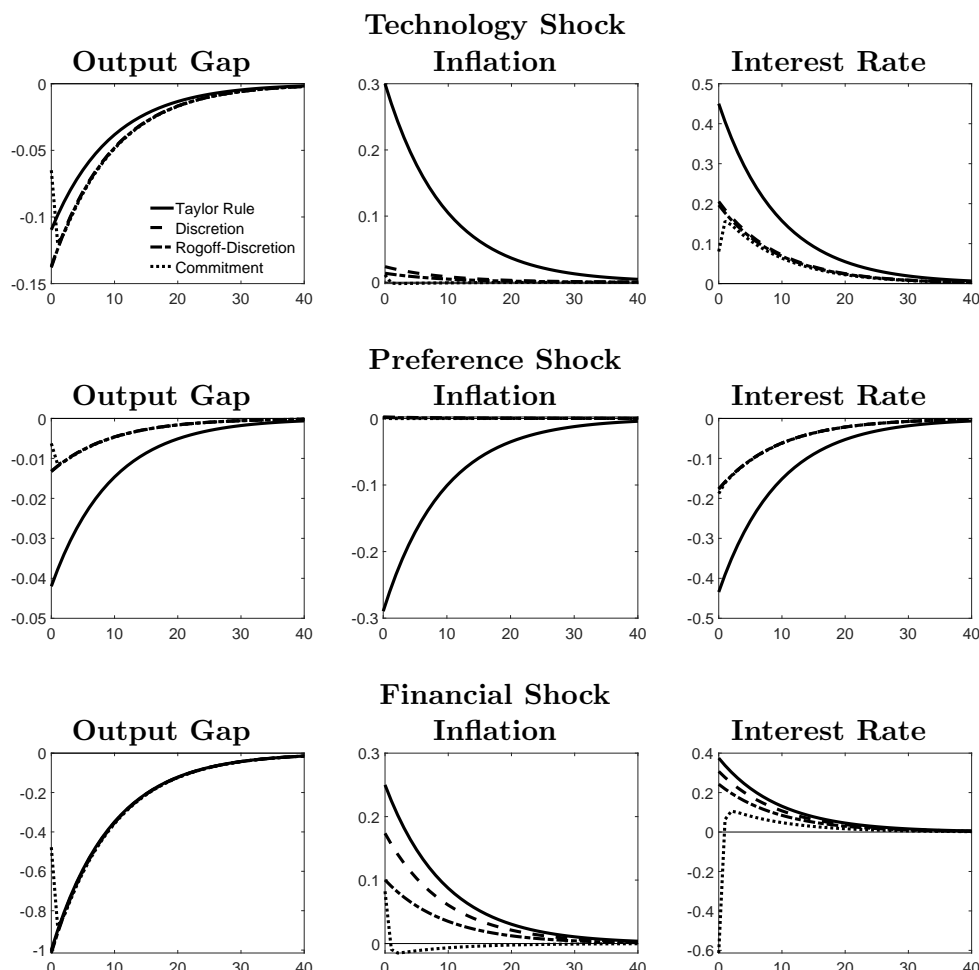 Technology Shock
Output Gap Inflation Interest Rate
0 0.3 0.5
0.4
-0.05 0.2
0.3
-0.1 0.2
0.1
0.1
-0.15 0 0
Taylor Rule
Discretion
Rogoff-Discretion
Commitment
0 10 20 30 40 0 10 20 30 40 0 10 20 30 40
Preference Shock
Output Gap Inflation Interest Rate
0 0 0
-0.01 -0.1
-0.1
-0.02 -0.2
-0.03 -0.2 -0.3
-0.04 -0.4
-0.05 -0.3 -0.5
0 10 20 30 40 0 10 20 30 40 0 10 20 30 40
Financial Shock
Output Gap Inflation Interest Rate
0 0.3 0.4
-0.2 0.2
0.2
-0.4 0
-0.6 0.1 -0.2
-0.8 -0.4
-1 0 -0.6
0 10 20 30 40 0 10 20 30 40 0 10 20 30 40